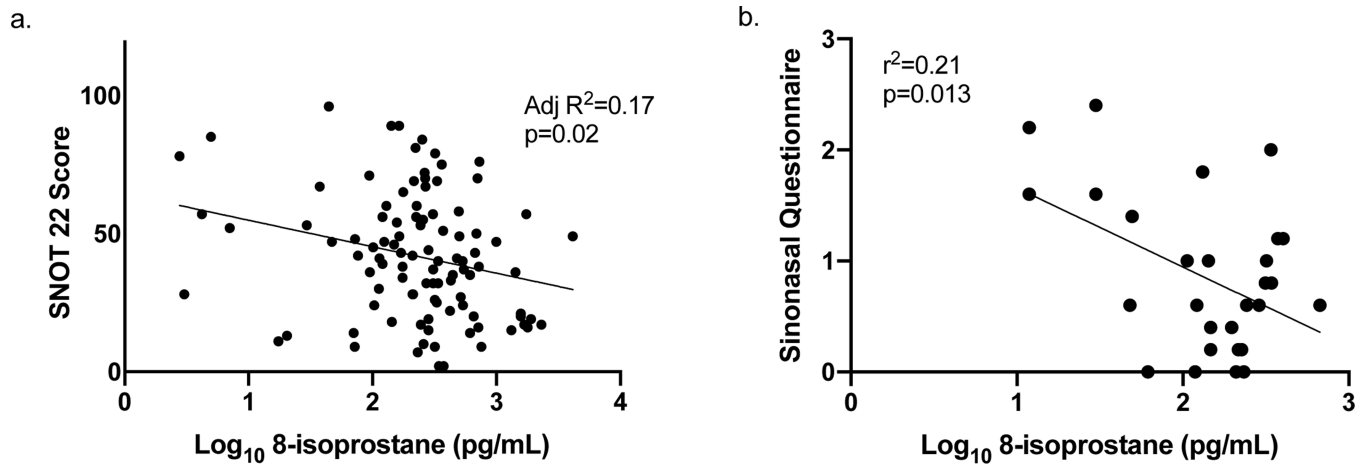 a.
SNOT 22 Score
100
50
0
Adj R²=0.17
p=0.02
0 1 2 3 4
Log₁₀ 8-isoprostane (pg/mL)
b.
Sinonasal Questionnaire
3
2
1
0
r²=0.21
p=0.013
0 1 2 3
Log₁₀ 8-isoprostane (pg/mL)